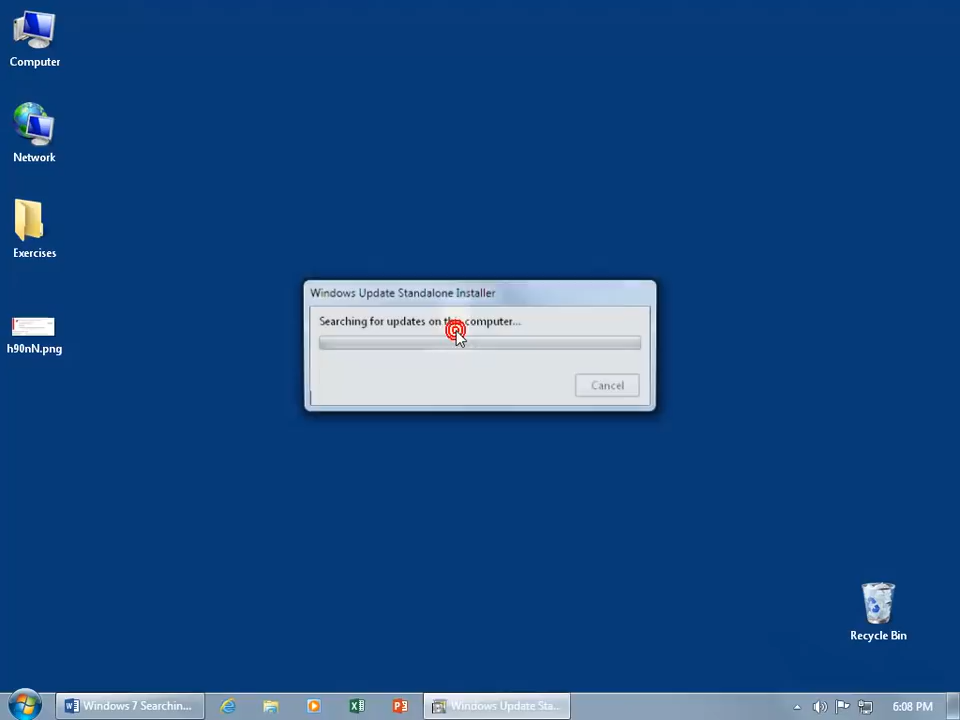 Computer
Network
Exercises
h90nN.png
Windows Update Standalone Installer
Searching for updates on this computer...
Cancel
Recycle Bin
Windows 7 Searchin...
Windows Update Sta...
6:08 PM